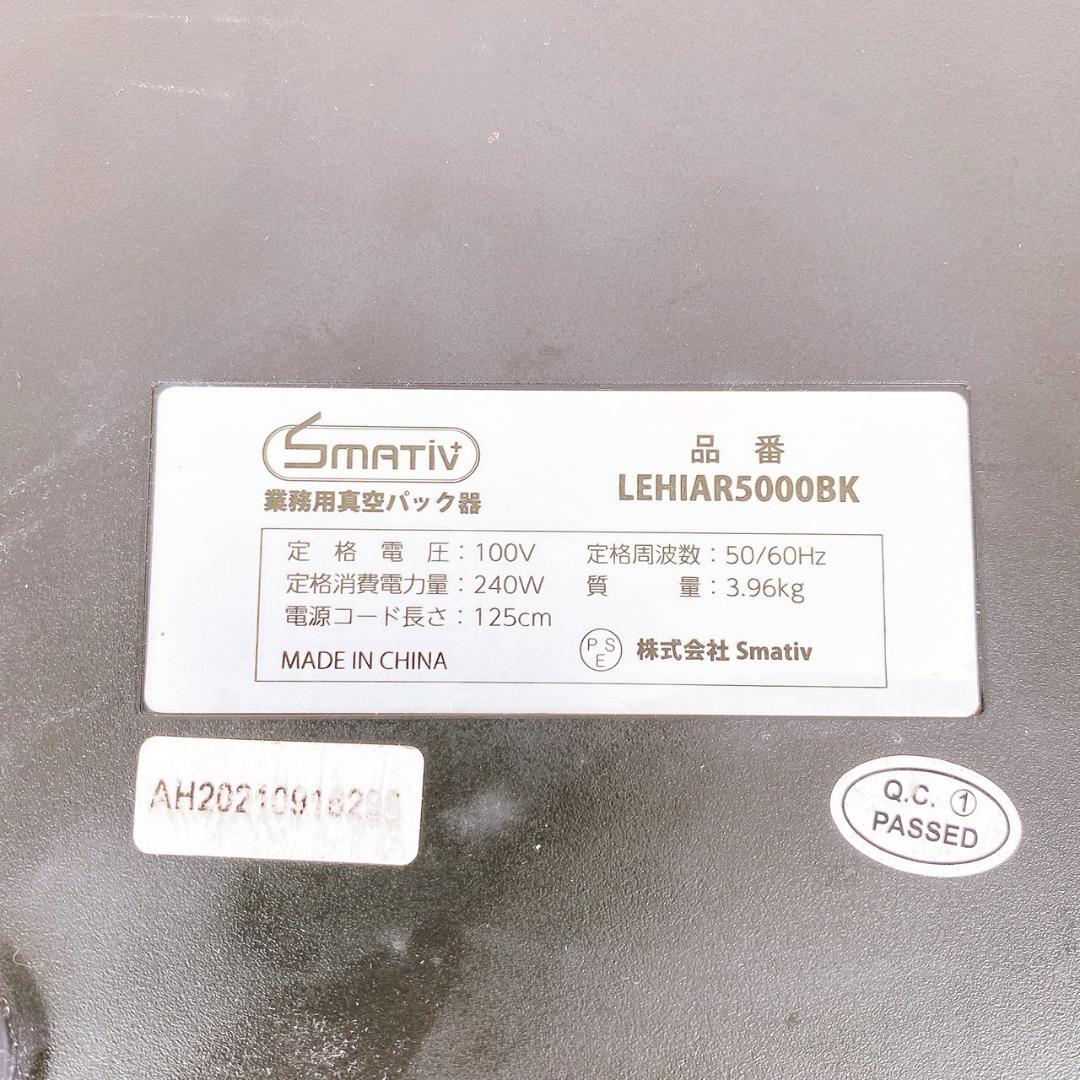 Smativ+
業務用真空パック器
品 番
LEHIAR5000BK
定 格 電 圧：100V
定格周波数：50/60Hz
定格消費電力量：240W
質 量：3.96kg
電源コード長さ：125cm
MADE IN CHINA
PSE
株式会社 Smativ
Q.C. ①
PASSED